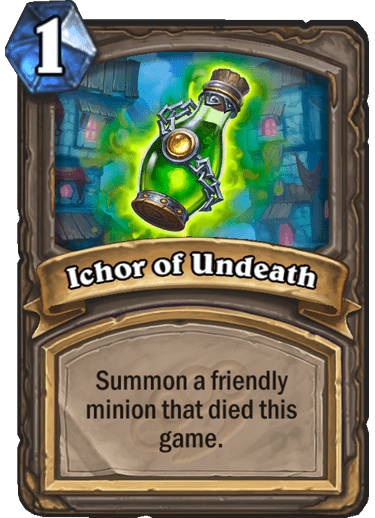 1
Ichor of Undeath
Summon a friendly
minion that died this
game.